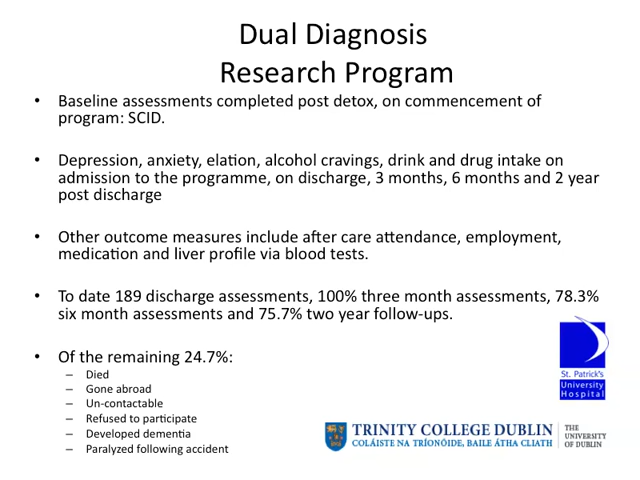 Dual Diagnosis
Research Program
• Baseline assessments completed post detox, on commencement of
program: SCID.
• Depression, anxiety, elation, alcohol cravings, drink and drug intake on
admission to the programme, on discharge, 3 months, 6 months and 2 year
post discharge
• Other outcome measures include after care attendance, employment,
medication and liver profile via blood tests.
• To date 189 discharge assessments, 100% three month assessments, 78.3%
six month assessments and 75.7% two year follow-ups.
• Of the remaining 24.7%:
– Died
– Gone abroad
– Un-contactable
– Refused to participate
– Developed dementia
– Paralyzed following accident
St. Patrick's
University
Hospital
TRINITY COLLEGE DUBLIN
COLÁISTE NA TRÍONÓIDE, BAILE ÁTHA CLIATH
THE
UNIVERSITY
OF DUBLIN